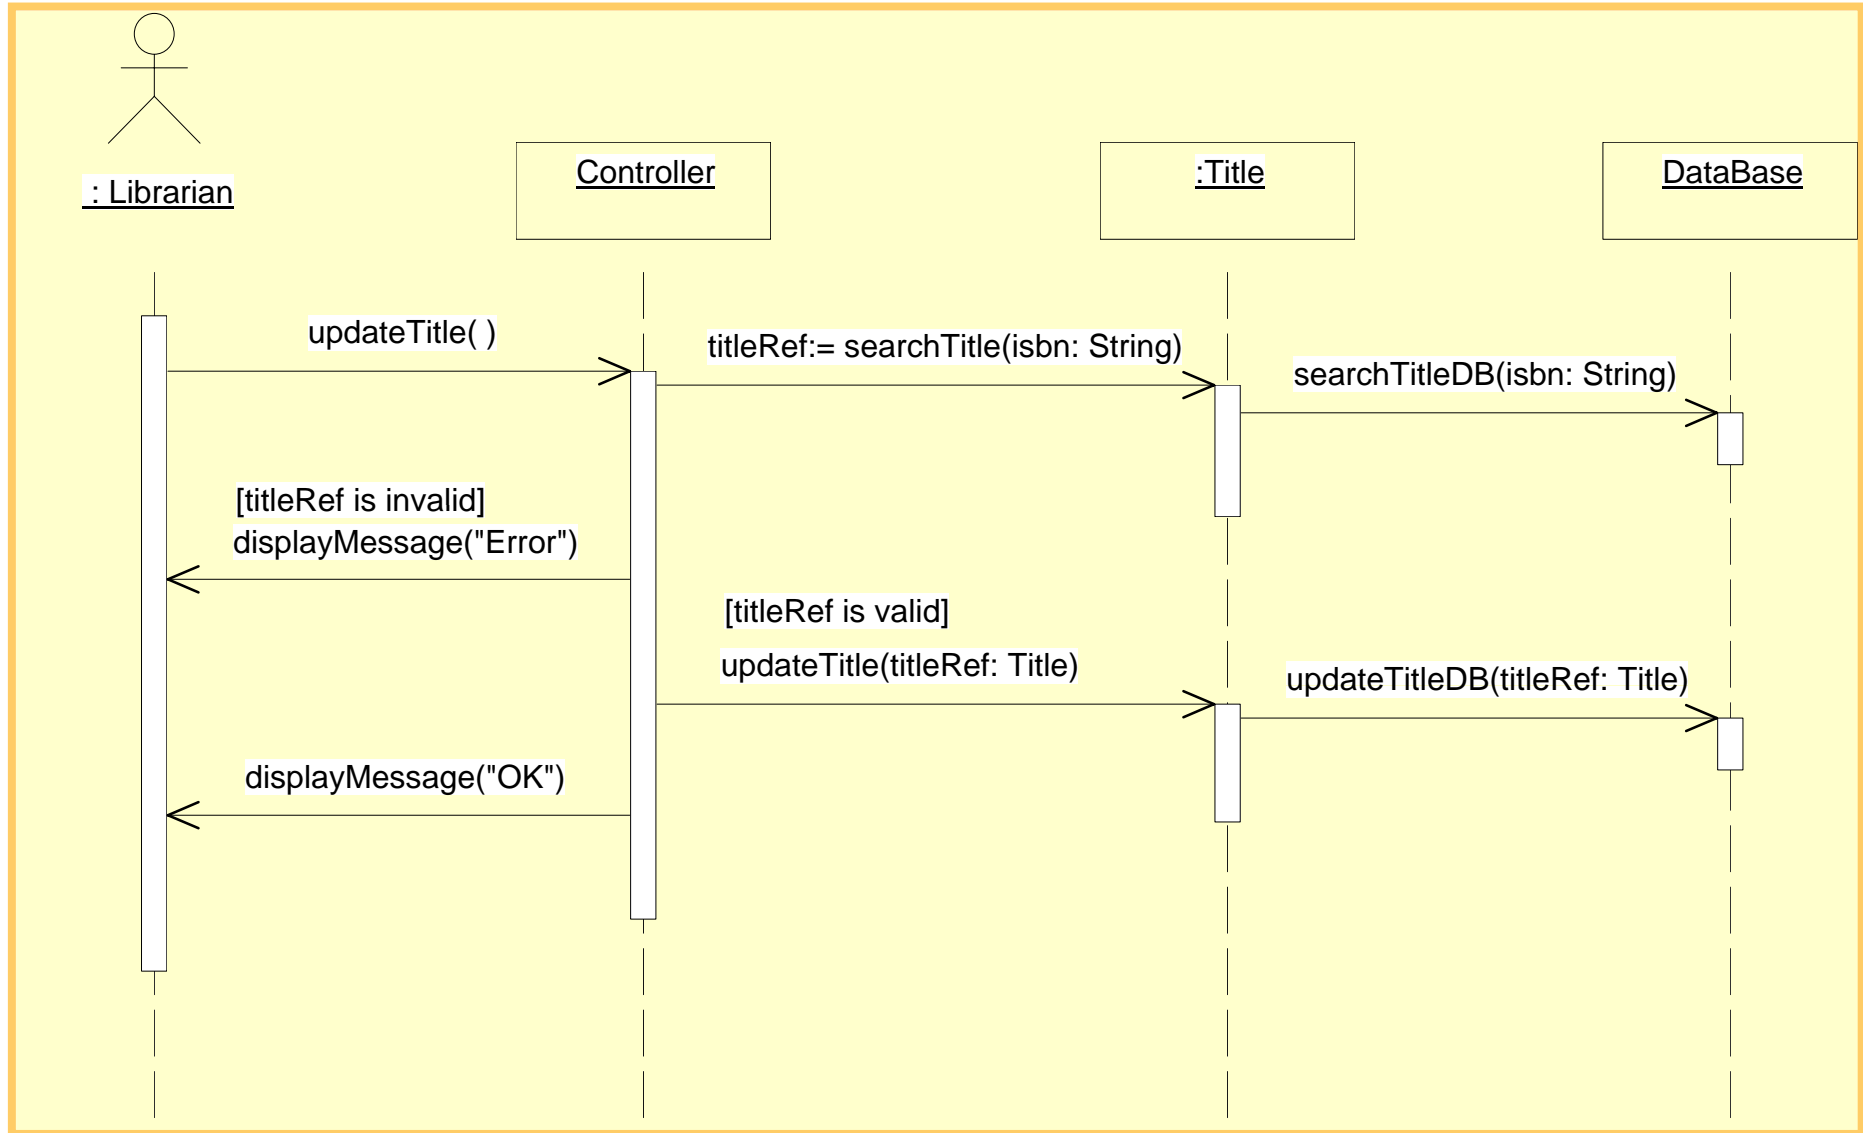 : Librarian
Controller
:Title
DataBase
updateTitle( )
titleRef:= searchTitle(isbn: String)
searchTitleDB(isbn: String)
[titleRef is invalid]
displayMessage("Error")
[titleRef is valid]
updateTitle(titleRef: Title)
updateTitleDB(titleRef: Title)
displayMessage("OK")